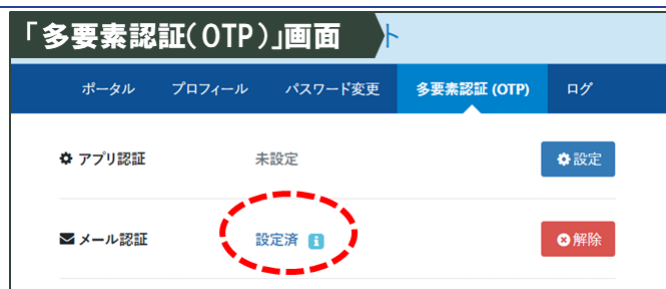 「多要素認証(OTP)」画面 ト
ポータル プロフィール パスワード変更 多要素認証 (OTP) ログ
アプリ認証 未設定 設定
メール認証 設定済 i 解除